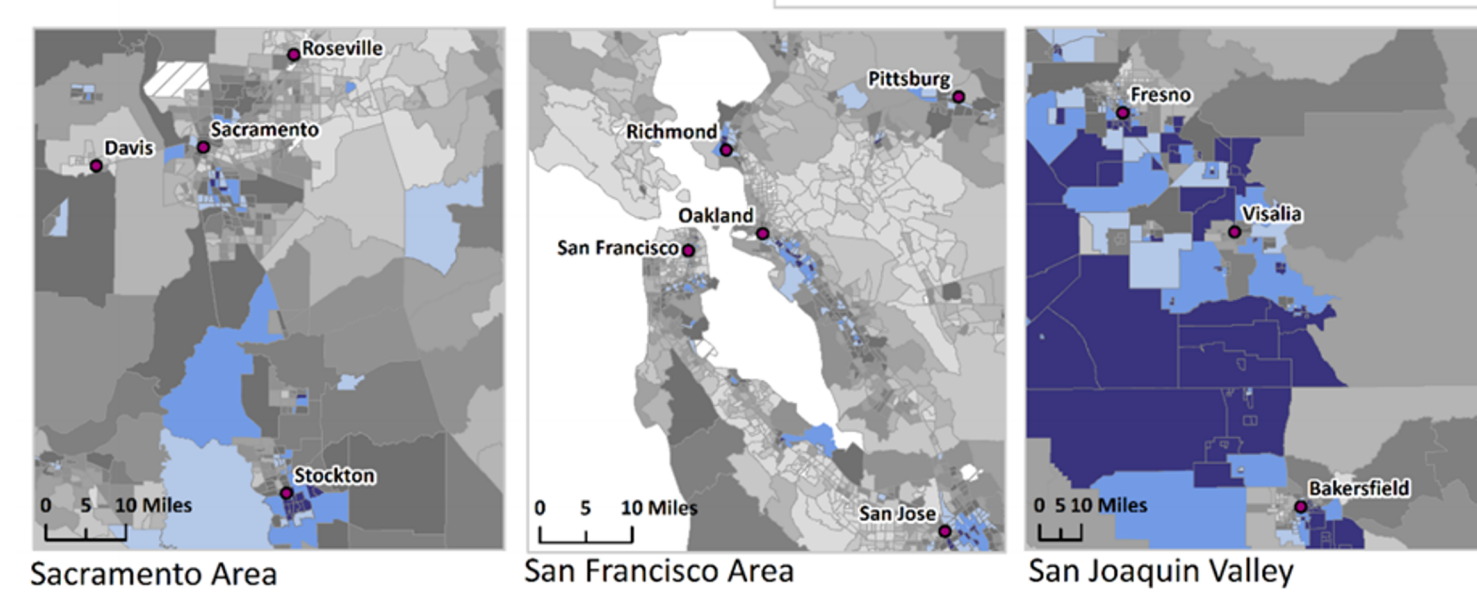 Roseville
Sacramento
Davis
Stockton
0 5 10 Miles
Sacramento Area
Pittsburg
Richmond
Oakland
San Francisco
San Jose
0 5 10 Miles
San Francisco Area
Fresno
Visalia
Bakersfield
0 5 10 Miles
San Joaquin Valley